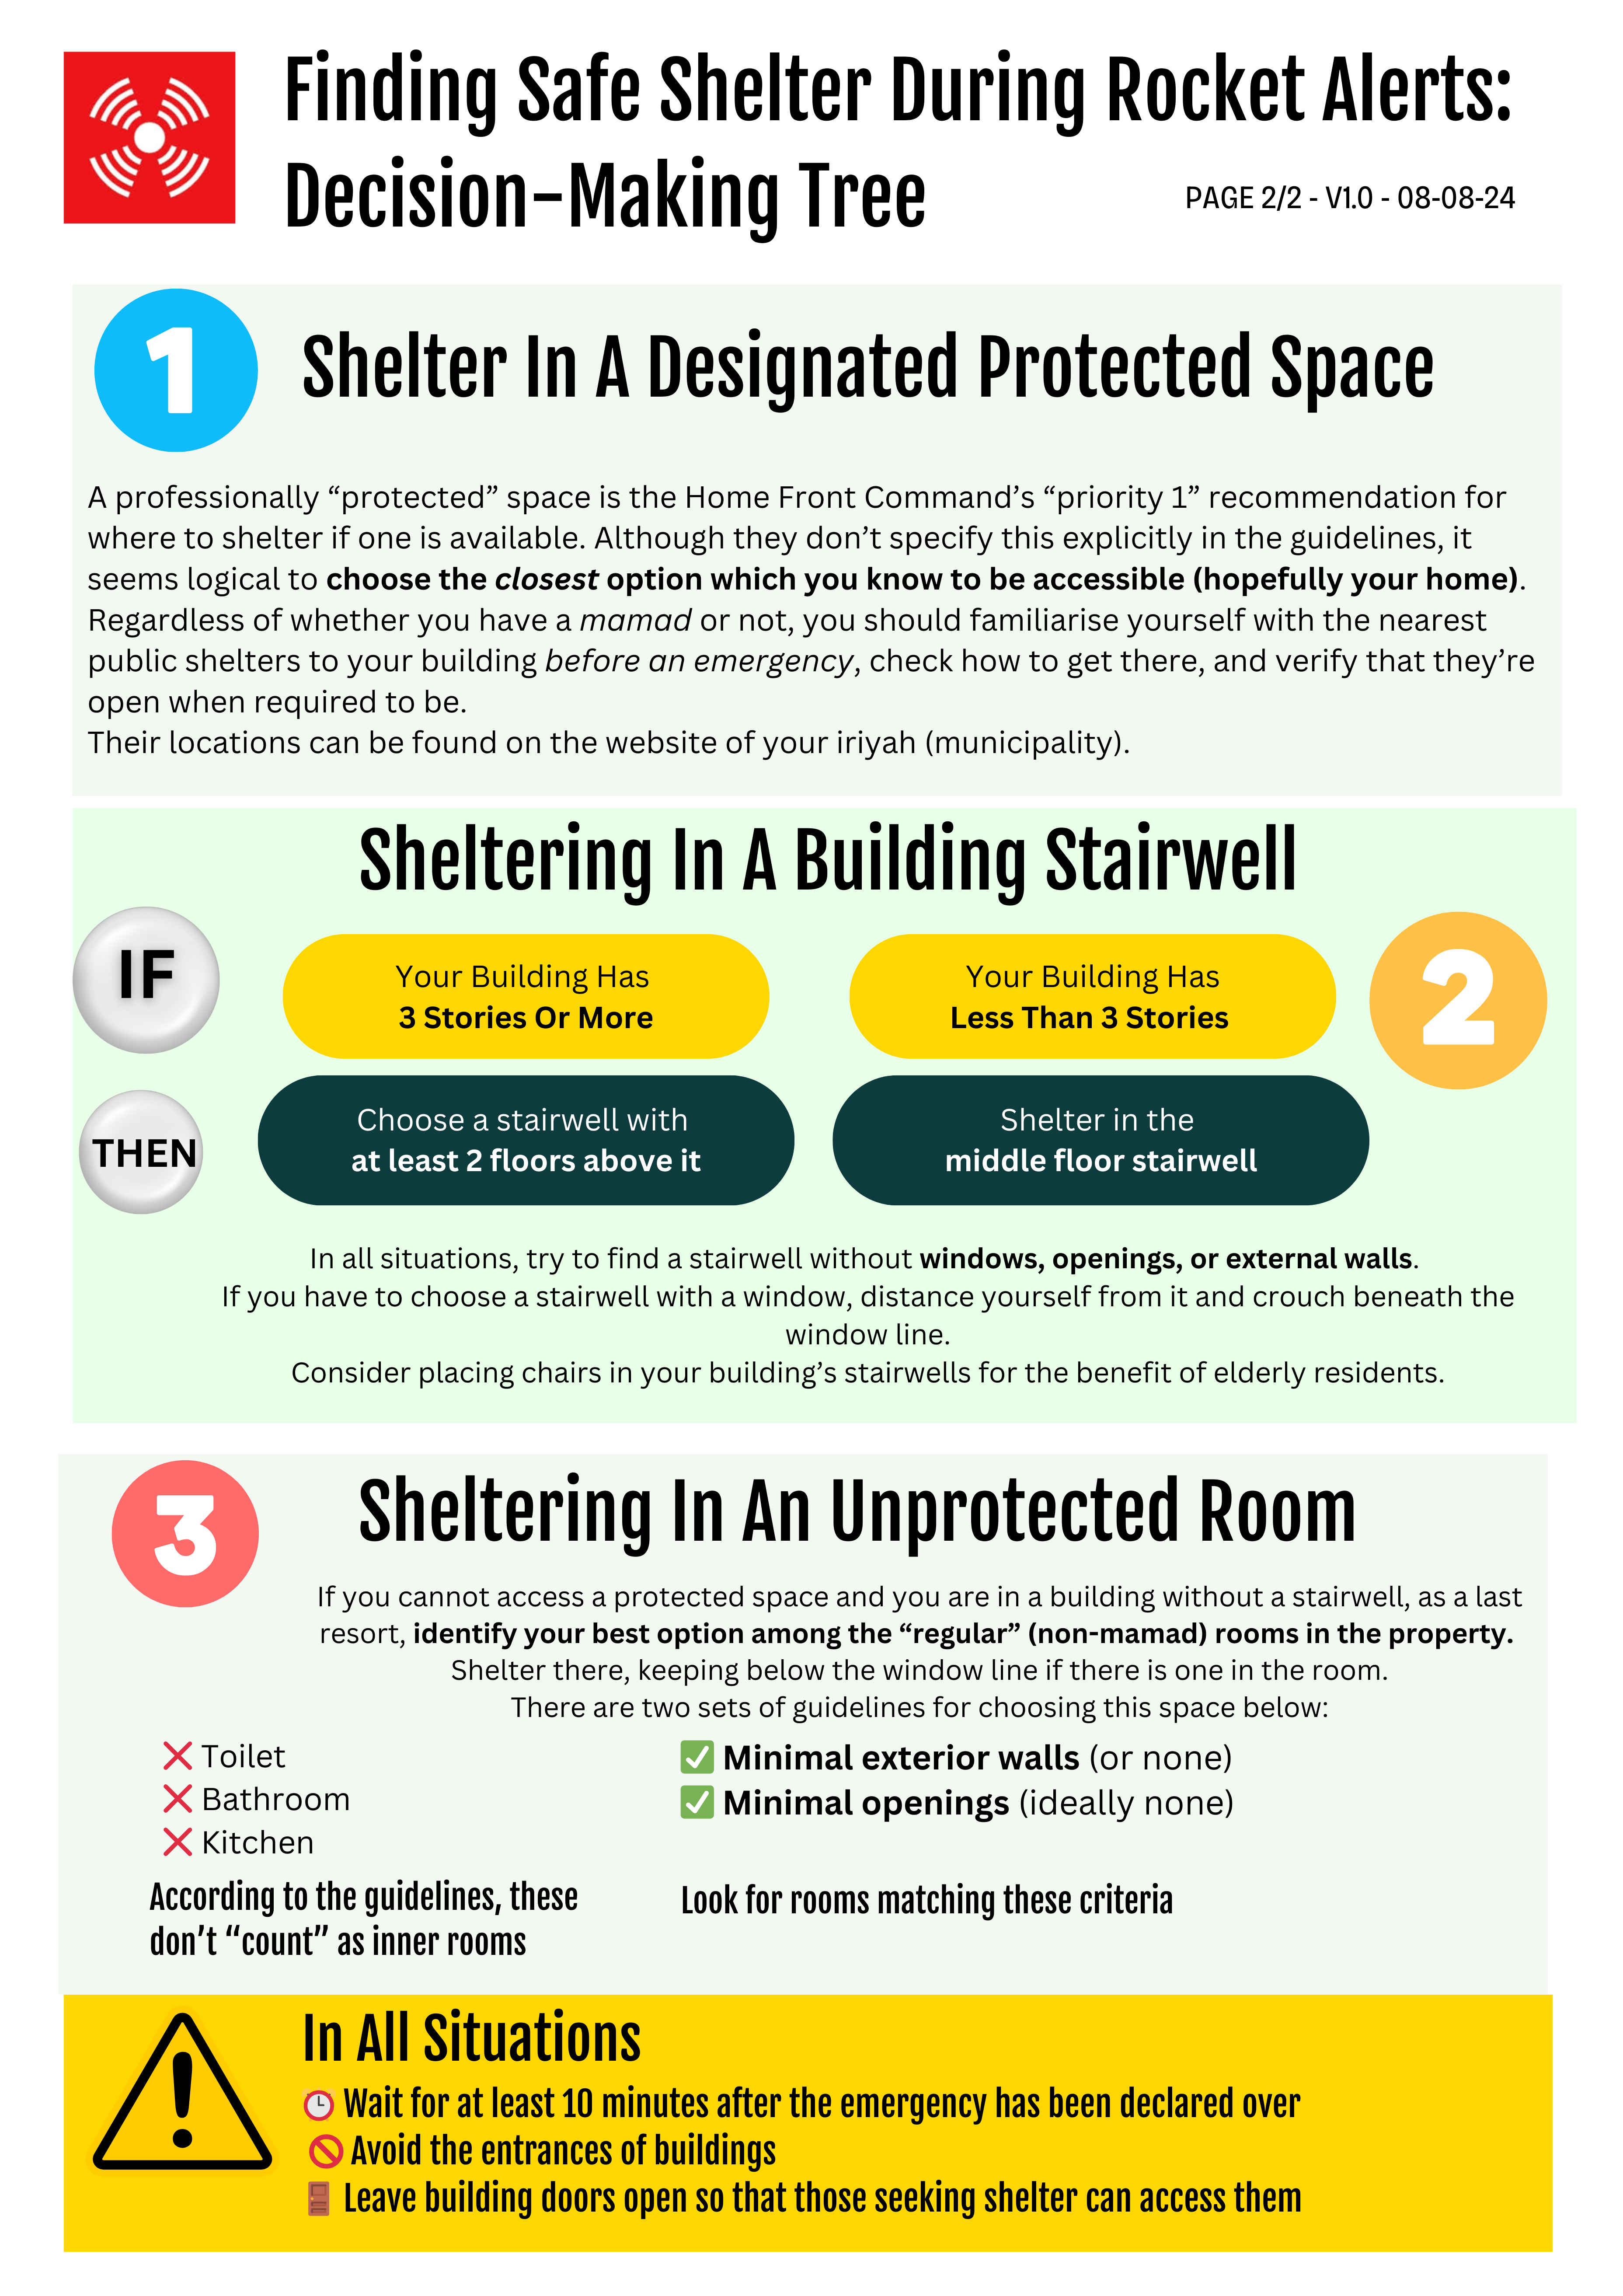 Finding Safe Shelter During Rocket Alerts:
Decision-Making Tree
PAGE 2/2 - V1.0 - 08-08-24
1
Shelter In A Designated Protected Space
A professionally “protected” space is the Home Front Command’s “priority 1” recommendation for
where to shelter if one is available. Although they don’t specify this explicitly in the guidelines, it
seems logical to choose the closest option which you know to be accessible (hopefully your home).
Regardless of whether you have a mamad or not, you should familiarise yourself with the nearest
public shelters to your building before an emergency, check how to get there, and verify that they’re
open when required to be.
Their locations can be found on the website of your iriyah (municipality).
Sheltering In A Building Stairwell
IF
Your Building Has
3 Stories Or More
Your Building Has
Less Than 3 Stories
2
THEN
Choose a stairwell with
at least 2 floors above it
Shelter in the
middle floor stairwell
In all situations, try to find a stairwell without windows, openings, or external walls.
If you have to choose a stairwell with a window, distance yourself from it and crouch beneath the
window line.
Consider placing chairs in your building’s stairwells for the benefit of elderly residents.
3
Sheltering In An Unprotected Room
If you cannot access a protected space and you are in a building without a stairwell, as a last
resort, identify your best option among the “regular” (non-mamad) rooms in the property.
Shelter there, keeping below the window line if there is one in the room.
There are two sets of guidelines for choosing this space below:
❌ Toilet
❌ Bathroom
❌ Kitchen
According to the guidelines, these
don’t “count” as inner rooms
✅ Minimal exterior walls (or none)
✅ Minimal openings (ideally none)
Look for rooms matching these criteria
In All Situations
⏰ Wait for at least 10 minutes after the emergency has been declared over
🚫 Avoid the entrances of buildings
🚪 Leave building doors open so that those seeking shelter can access them